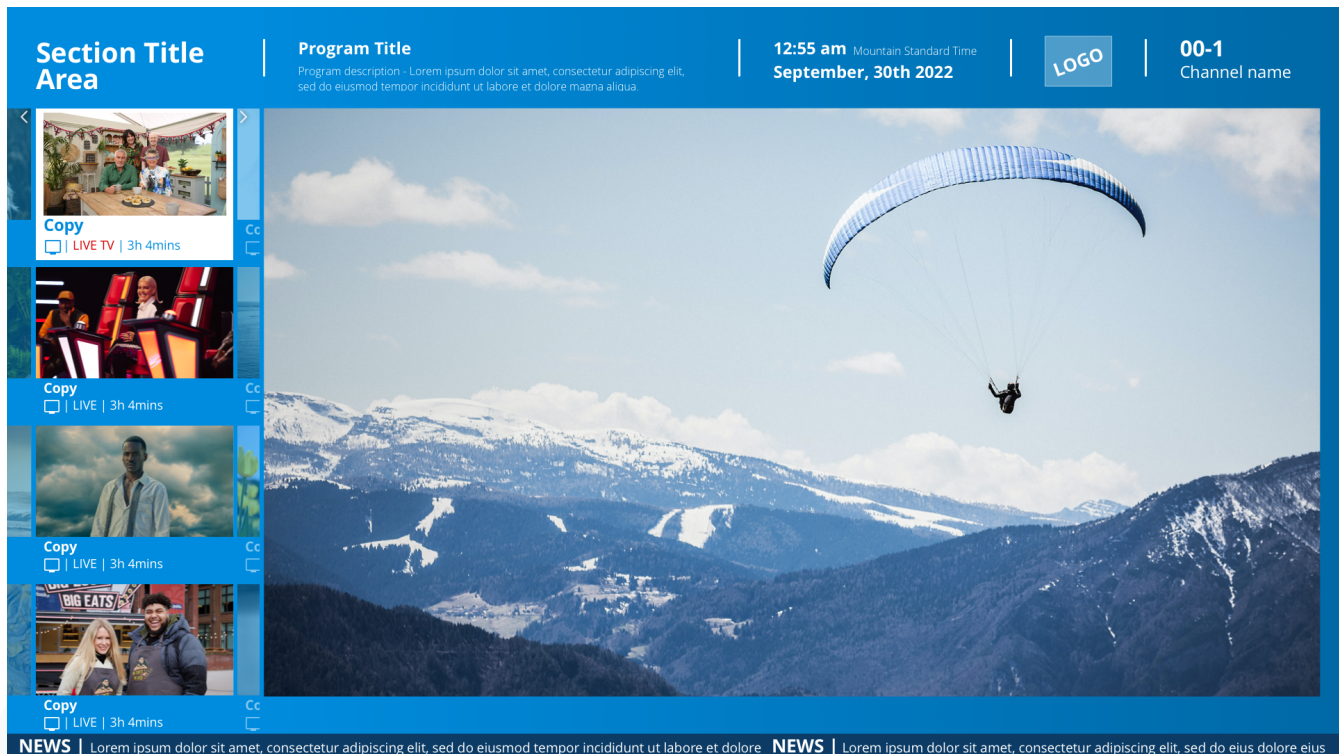 Section Title
Area
Program Title
Program description - Lorem ipsum dolor sit amet, consectetur adipiscing elit,
sed do eiusmod tempor incididunt ut labore et dolore magna aliqua.
12:55 am Mountain Standard Time
September, 30th 2022
LOGO
00-1
Channel name
Copy
| LIVE TV | 3h 4mins
Co
Copy
| LIVE | 3h 4mins
Co
Copy
| LIVE | 3h 4mins
Co
BIG EATS
Copy
| LIVE | 3h 4mins
Co
NEWS | Lorem ipsum dolor sit amet, consectetur adipiscing elit, sed do eiusmod tempor incididunt ut labore et dolore NEWS | Lorem ipsum dolor sit amet, consectetur adipiscing elit, sed do eius dolore eius